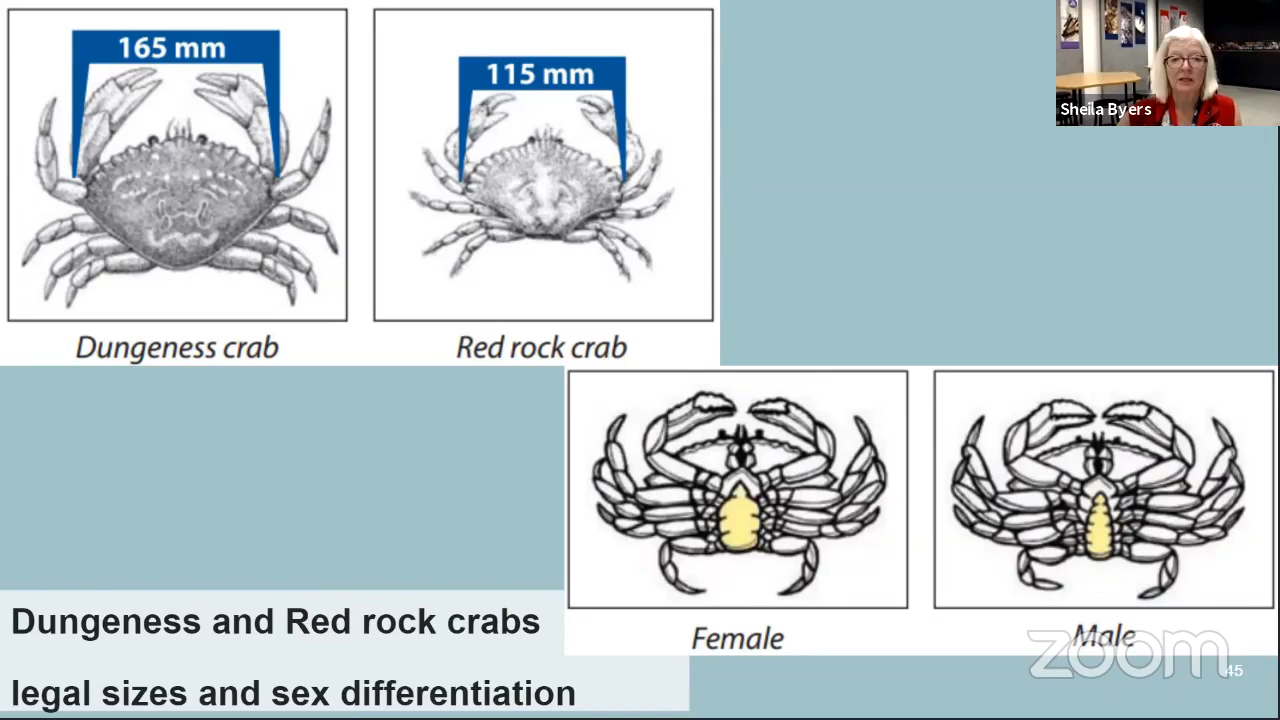 165 mm
115 mm
Sheila Byers
Dungeness crab
Red rock crab
Female
Male
Dungeness and Red rock crabs
legal sizes and sex differentiation
zoom
45